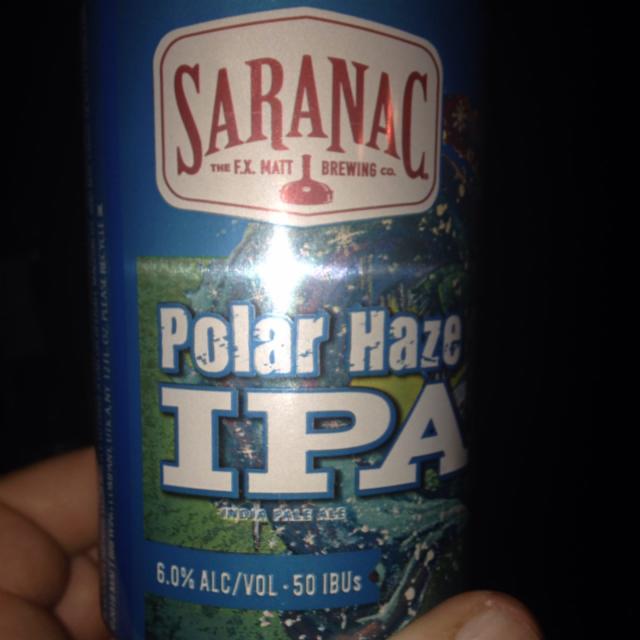 SARANAC
THE F.X. MATT BREWING CO.
Polar Haze
IPA
INDIA PALE ALE
6.0% ALC/VOL - 50 IBUs